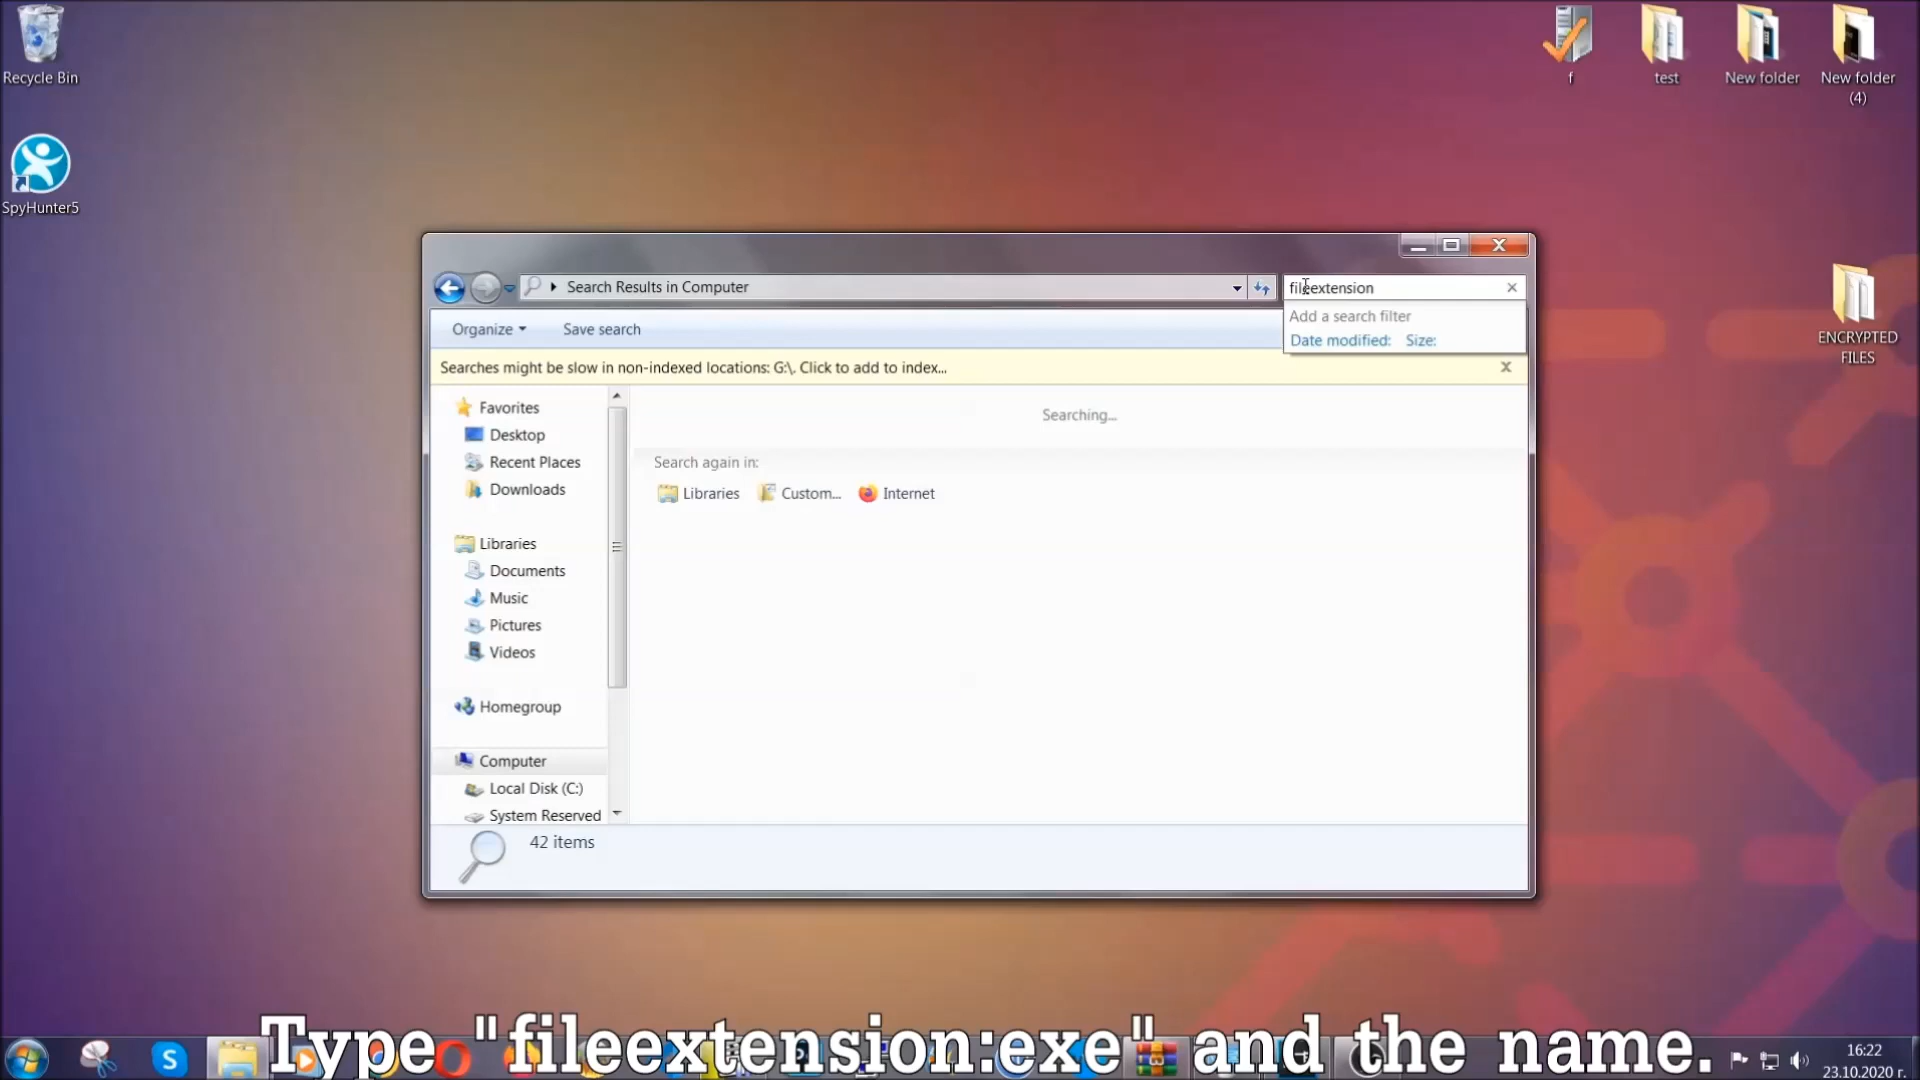 Recycle Bin
SpyHunter5
f
test
New folder
New folder
(4)
ENCRYPTED
FILES
Search Results in Computer
fileextension
Add a search filter
Date modified: Size:
Organize
Save search
Searches might be slow in non-indexed locations: G:\. Click to add to index...
Favorites
Desktop
Recent Places
Downloads
Libraries
Documents
Music
Pictures
Videos
Homegroup
Computer
Local Disk (C:)
System Reserved
Searching...
Search again in:
Libraries
Custom...
Internet
42 items
Type "fileextension:exe" and the name.
16:22
23.10.2020 г.